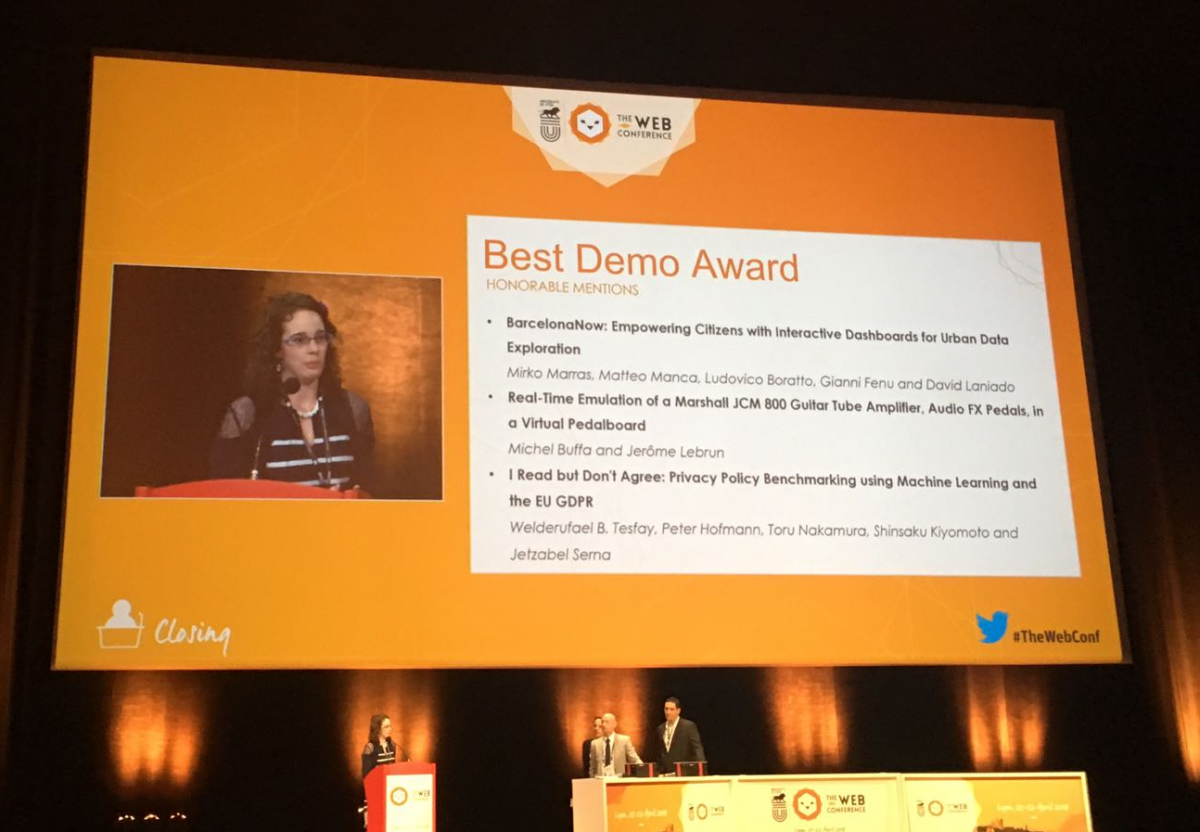 THE WEB
CONFERENCE
Best Demo Award
HONORABLE MENTIONS
• BarcelonaNow: Empowering Citizens with Interactive Dashboards for Urban Data
Exploration
Mirko Marras, Matteo Manca, Ludovico Boratto, Gianni Fenu and David Laniado
• Real-Time Emulation of a Marshall JCM 800 Guitar Tube Amplifier, Audio FX Pedals, in
a Virtual Pedalboard
Michel Buffa and Jerôme Lebrun
• I Read but Don't Agree: Privacy Policy Benchmarking using Machine Learning and
the EU GDPR
Welderufael B. Tesfay, Peter Hofmann, Toru Nakamura, Shinsaku Kiyomoto and
Jetzabel Serna
Closing
#TheWebConf
THE WEB
CONFERENCE